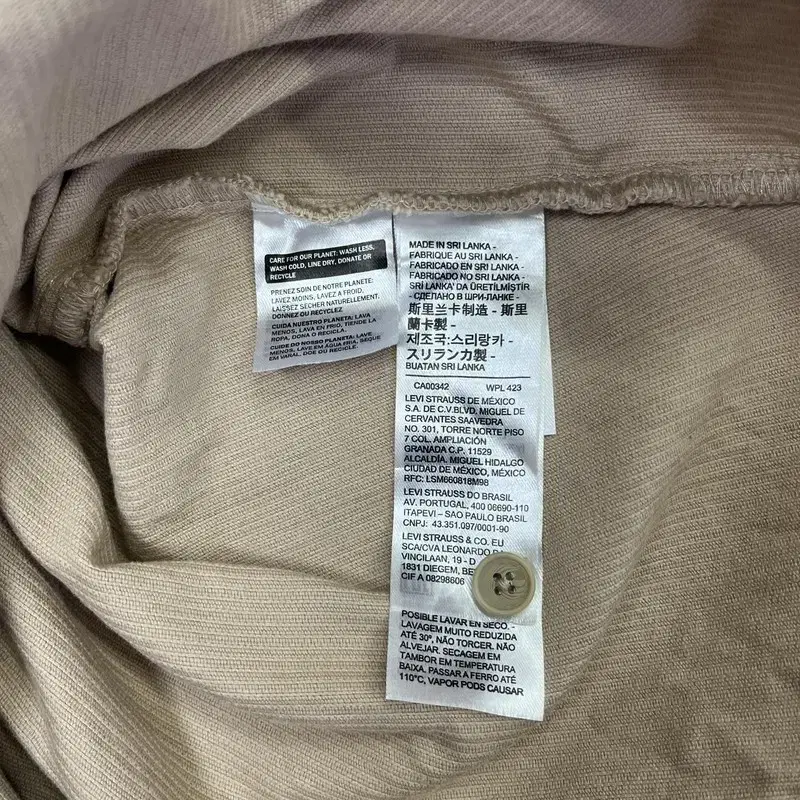 CARE FOR OUR PLANET: WASH LESS,
WASH COLD, LINE DRY, DONATE OR
RECYCLE
PRENEZ SOIN DE NOTRE PLANETE:
LAVEZ MOINS, LAVEZ A FROID,
LAISSEZ SÉCHER NATURELLEMENT.
DONNEZ OU RECYCLEZ
CUIDA NUESTRO PLANETA: LAVA
MENOS, LAVA EN FRIO, TIENDE LA
ROPA, DONA O RECICLA.
CUIDE DO NOSSO PLANETA: LAVE
MENOS, LAVE EM ÁGUA FRIA, SEQUE
EM VARAL, DOE OU RECICLE.
MADE IN SRI LANKA -
FABRIQUE AU SRI LANKA -
FABRICADO EN SRI LANKA -
FABRICADO NO SRI LANKA -
SRİ LANKA' DA ÜRETİLMİŞTİR
- СДЕЛАНО В ШРИ-ЛАНКЕ -
斯里兰卡制造 - 斯里
蘭卡製 -
제조국:스리랑카 -
スリランカ製 -
BUATAN SRI LANKA
CA00342 WPL 423
LEVI STRAUSS DE MÉXICO
S.A. DE C.V.BLVD. MIGUEL DE
CERVANTES SAAVEDRA
NO. 301, TORRE NORTE PISO
7 COL. AMPLIACIÓN
GRANADA C.P. 11529
ALCALDÍA. MIGUEL HIDALGO
CIUDAD DE MÉXICO, MÉXICO
RFC: LSM660818M98
LEVI STRAUSS DO BRASIL
AV. PORTUGAL, 400 06690-110
ITAPEVI – SAO PAULO BRASIL
CNPJ: 43.351.097/0001-90
LEVI STRAUSS & CO. EU
SCA/CVA LEONARDO DA
VINCILAAN, 19 - D
1831 DIEGEM, BE
CIF A 08298606
POSIBLE LAVAR EN SECO. -
LAVAGEM MUITO REDUZIDA
ATÉ 30º, NÃO TORCER. NÃO
ALVEJAR. SECAGEM EM
TAMBOR EM TEMPERATURA
BAIXA. PASSAR A FERRO ATÉ
110°C, VAPOR PODS CAUSAR